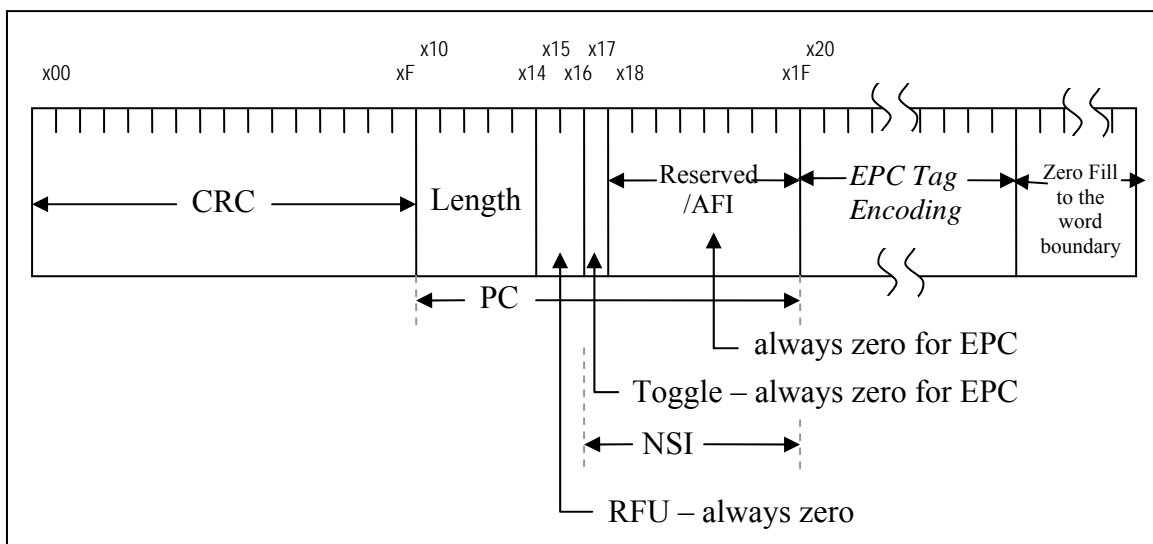 x10 x15 x17 x20
x00 xF x14 x16 x18 x1F
CRC
Length
Reserved
/AFI
EPC Tag
Encoding
Zero Fill
to the
word
boundary
PC
always zero for EPC
Toggle – always zero for EPC
NSI
RFU – always zero